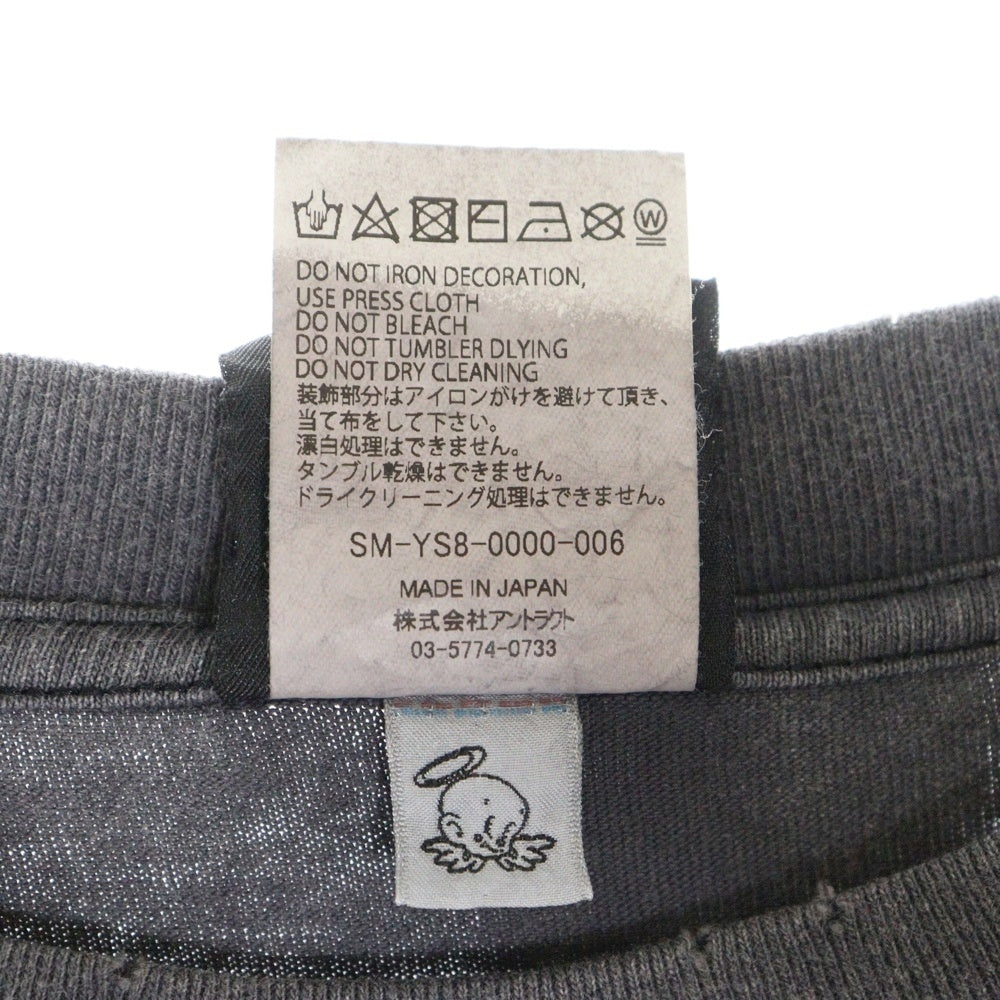 W
DO NOT IRON DECORATION,
USE PRESS CLOTH
DO NOT BLEACH
DO NOT TUMBLER DLYING
DO NOT DRY CLEANING
装飾部分はアイロンがけを避けて頂き、
当て布をして下さい。
漂白処理はできません。
タンブル乾燥はできません。
ドライクリーニング処理はできません。
SM-YS8-0000-006
MADE IN JAPAN
株式会社アントラクト
03-5774-0733